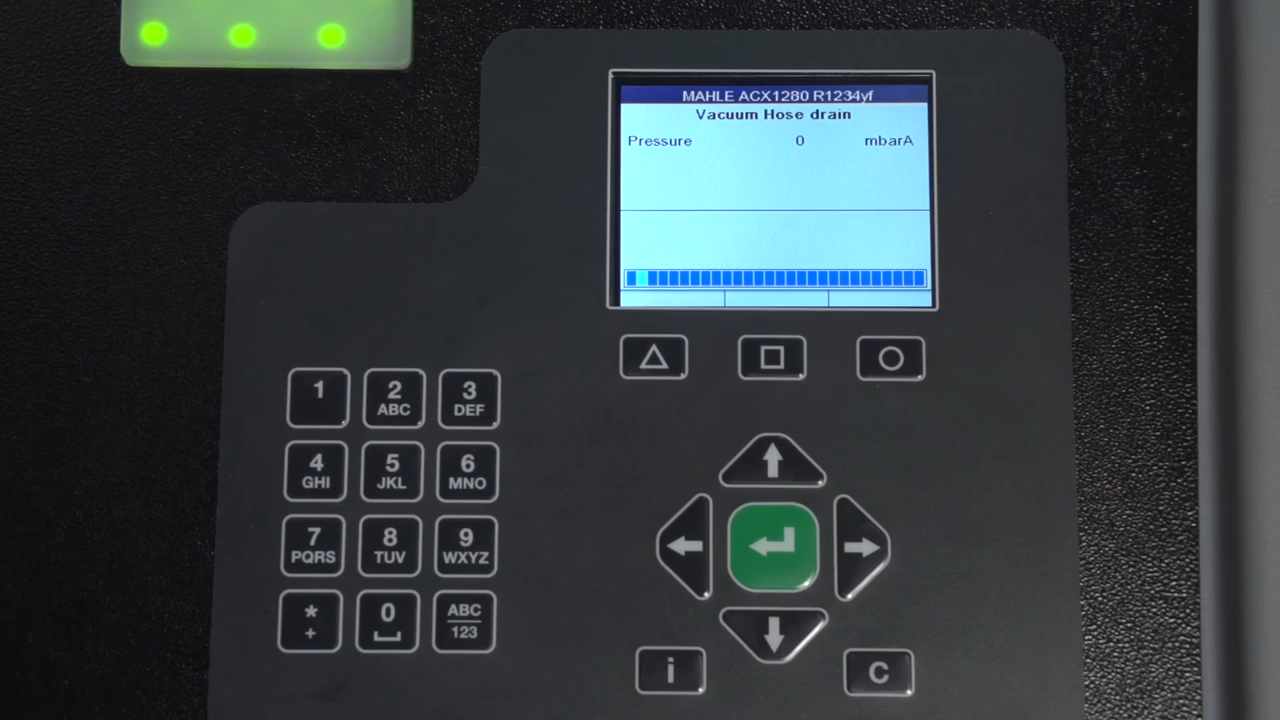 MAHLE ACX1280 R1234yf
Vacuum Hose drain
Pressure 0 mbarA
1 2 3
ABC DEF
4 5 6
GHI JKL MNO
7 8 9
PQRS TUV WXYZ
* 0 ABC
+ 123
i C